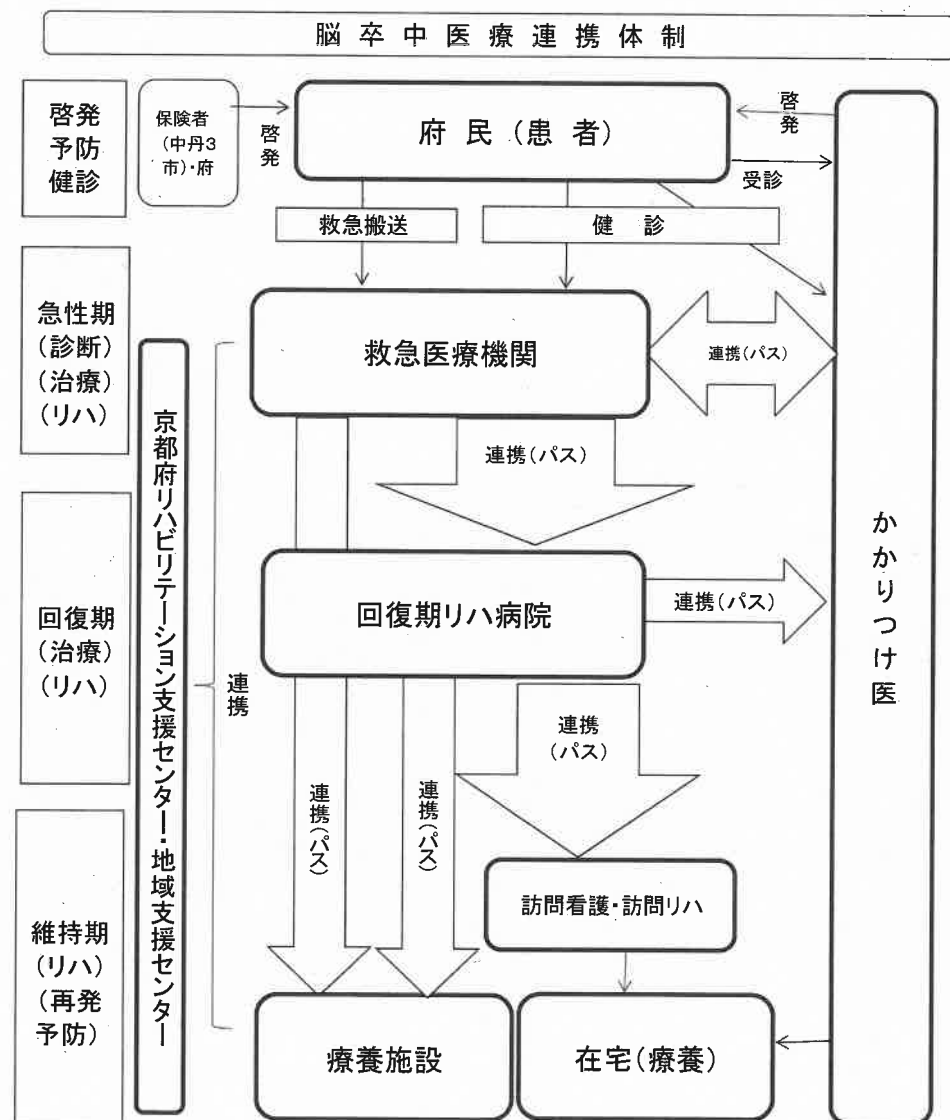 脳卒中医療連携体制
啓発
予防
健診
保険者
(中丹3
市)・府
啓発
府民(患者)
啓発
受診
救急搬送
健診
急性期
(診断)
(治療)
(リハ)
救急医療機関
連携(パス)
連携(パス)
京都府リハビリテーション支援センター・地域支援センター
連携
かかりつけ医
回復期
(治療)
(リハ)
回復期リハ病院
連携(パス)
連携
(パス)
連携(パス)
連携(パス)
訪問看護・訪問リハ
維持期
(リハ)
(再発
予防)
療養施設
在宅(療養)